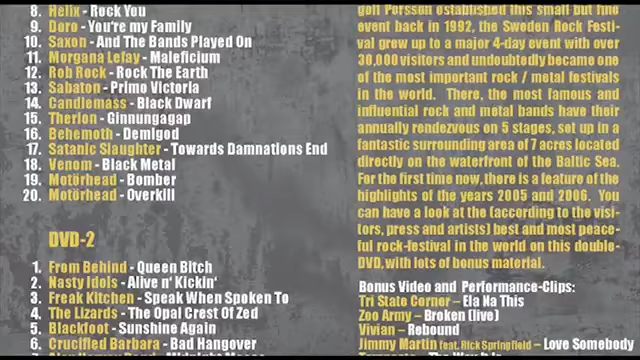 8. Helix - Rock You
9. Doro - You're my Family
10. Saxon - And The Bands Played On
11. Morgana Lefay - Maleficium
12. Rob Rock - Rock The Earth
13. Sabaton - Primo Victoria
14. Candlemass - Black Dwarf
15. Therion - Ginnungagap
16. Behemoth - Demigod
17. Satanic Slaughter - Towards Damnations End
18. Venom - Black Metal
19. Motörhead - Bomber
20. Motörhead - Overkill
DVD-2
1. From Behind - Queen Bitch
2. Nasty Idols - Alive n' Kickin'
3. Freak Kitchen - Speak When Spoken To
4. The Lizards - The Opal Crest Of Zed
5. Blackfoot - Sunshine Again
6. Crucified Barbara - Bad Hangover
golf Persson established this small but fine
event back in 1992, the Sweden Rock Festi-
val grew up to a major 4-day event with over
30,000 visitors and undoubtedly became one
of the most important rock / metal festivals
in the world. There, the most famous and
influential rock and metal bands have their
annually rendezvous on 5 stages, set up in a
fantastic surrounding area of 7 acres located
directly on the waterfront of the Baltic Sea.
For the first time now, there is a feature of the
highlights of the years 2005 and 2006. You
can have a look at the (according to the visi-
tors, press and artists) best and most peace-
ful rock-festival in the world on this double-
DVD, with lots of bonus material.
Bonus Video and Performance-Clips:
Tri State Corner – Ela Na This
Zoo Army – Broken (live)
Vivian – Rebound
Jimmy Martin feat. Rick Springfield – Love Somebody